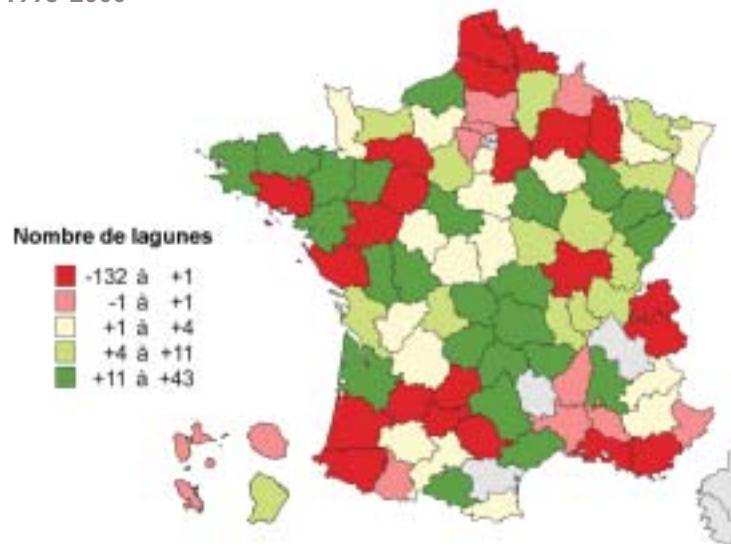 Nombre de lagunes
-132 à +1
-1 à +1
+1 à +4
+4 à +11
+11 à +43